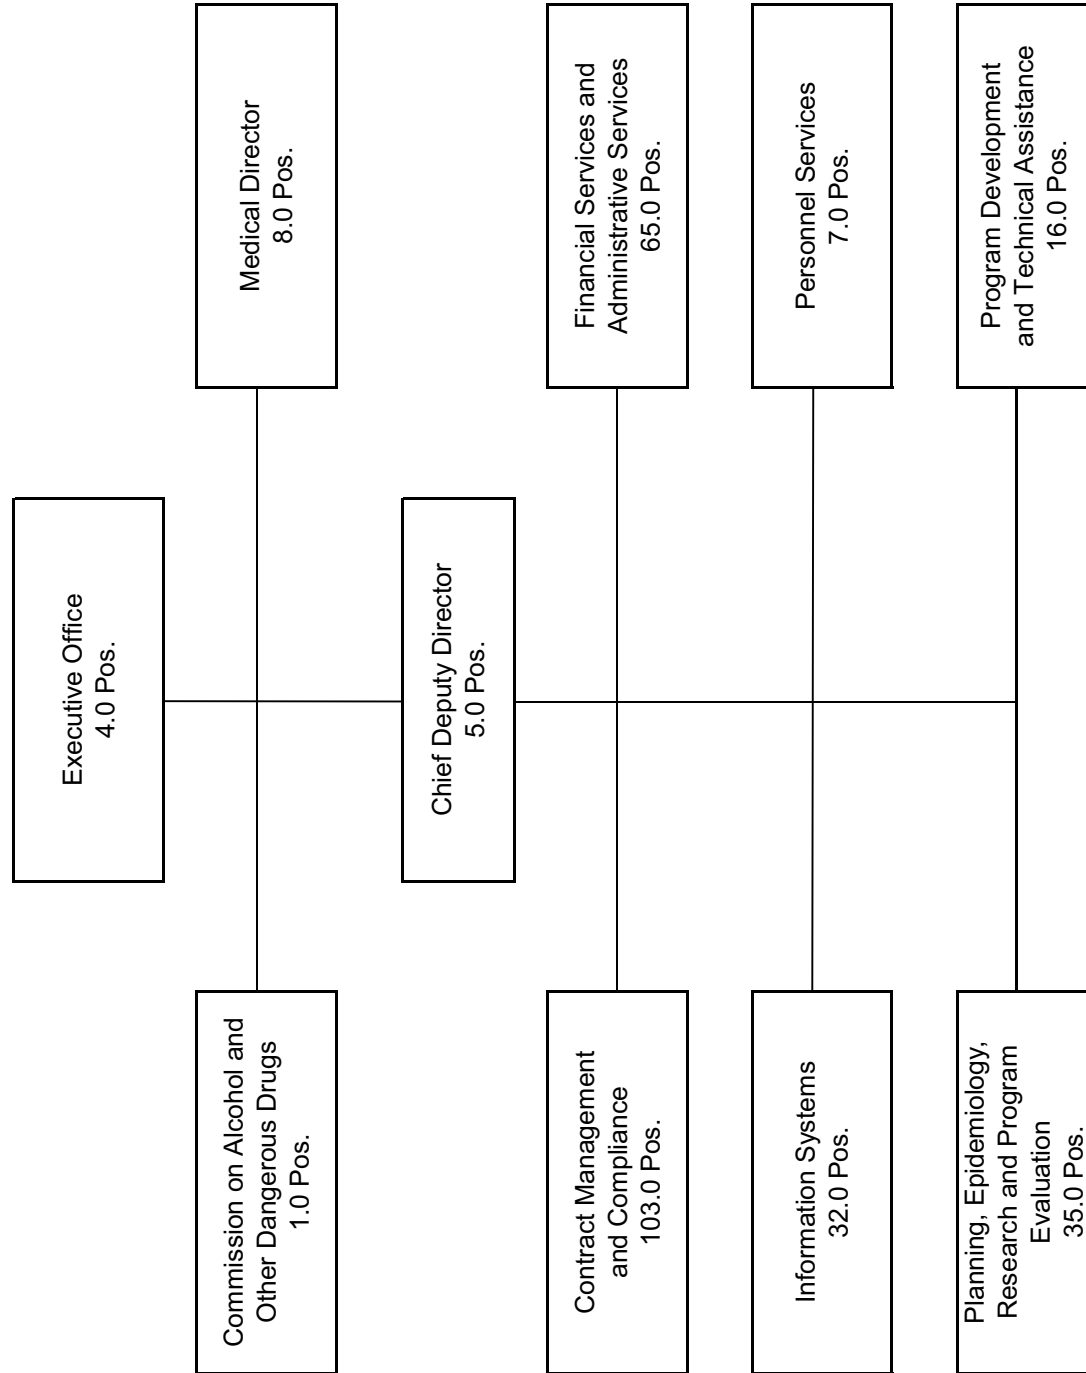 Executive Office
4.0 Pos.
Commission on Alcohol and
Other Dangerous Drugs
1.0 Pos.
Medical Director
8.0 Pos.
Chief Deputy Director
5.0 Pos.
Contract Management
and Compliance
103.0 Pos.
Financial Services and
Administrative Services
65.0 Pos.
Information Systems
32.0 Pos.
Personnel Services
7.0 Pos.
Planning, Epidemiology,
Research and Program
Evaluation
35.0 Pos.
Program Development
and Technical Assistance
16.0 Pos.